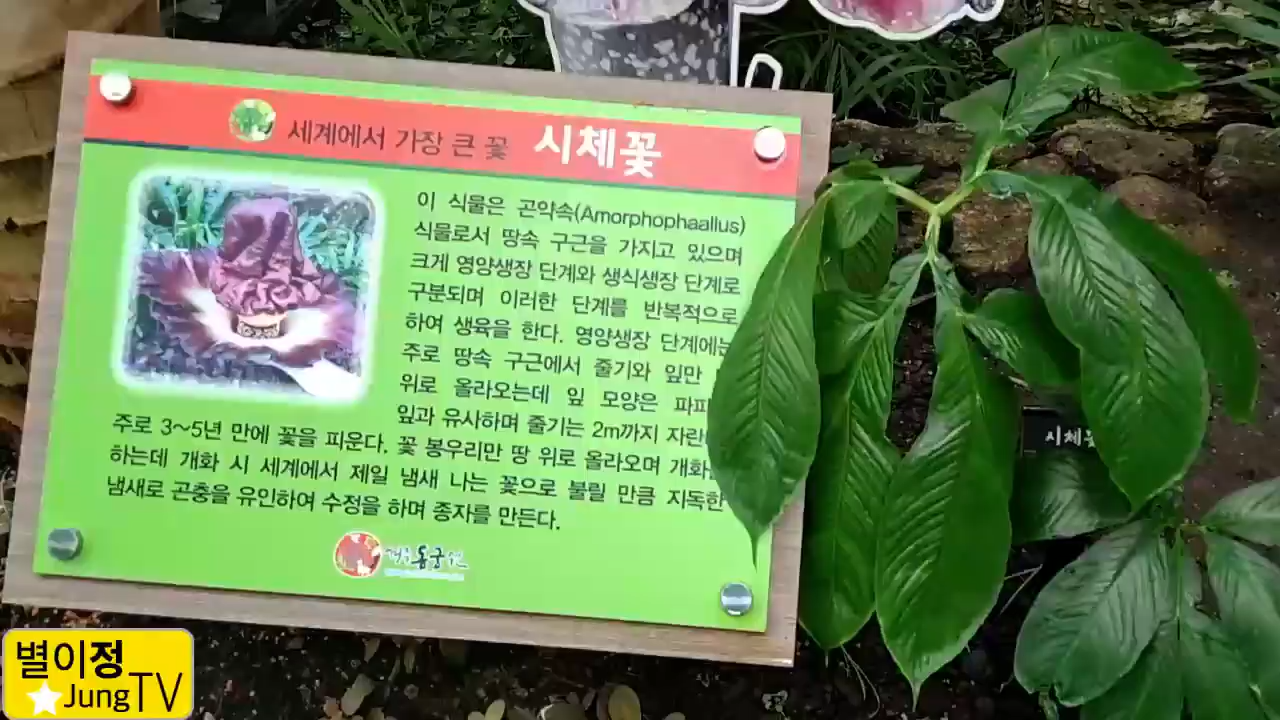 세계에서 가장 큰 꽃 시체꽃
이 식물은 곤약속(Amorphophaallus)
식물로서 땅속 구근을 가지고 있으며
크게 영양생장 단계와 생식생장 단계로
구분되며 이러한 단계를 반복적으로
하여 생육을 한다. 영양생장 단계에는
주로 땅속 구근에서 줄기와 잎만
위로 올라오는데 잎 모양은
잎과 유사하며 줄기는 2m까지
주로 3~5년 만에 꽃을 피운다. 꽃 봉우리만 땅 위로 올라오며
하는데 개화 시 세계에서 제일 냄새 나는 꽃으로 불릴 만큼 지독한
냄새로 곤충을 유인하여 수정을 하며 종자를 만든다.
동궁원
시체
별이정
JungTV